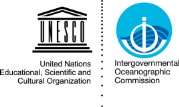 UNESCO
United Nations
Educational, Scientific and
Cultural Organization
Intergovernmental
Oceanographic
Commission